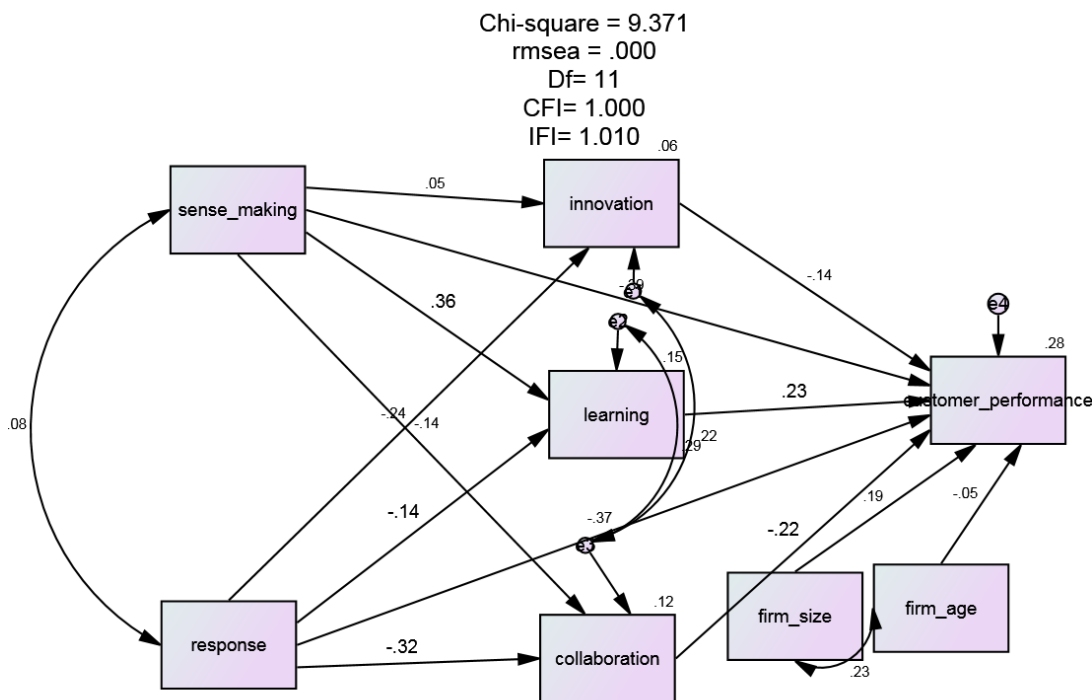 Chi-square = 9.371
rmsea = .000
Df= 11
CFI= 1.000
IFI= 1.010
.06
sense_making
.05
innovation
-.14
.36
e2
e4
.15
.28
learning
.23
customer_performance
.08
-.24
-.14
.22
.29
-.14
-.37
.19
-.05
-.22
response
-.32
.12
collaboration
firm_size
firm_age
.23